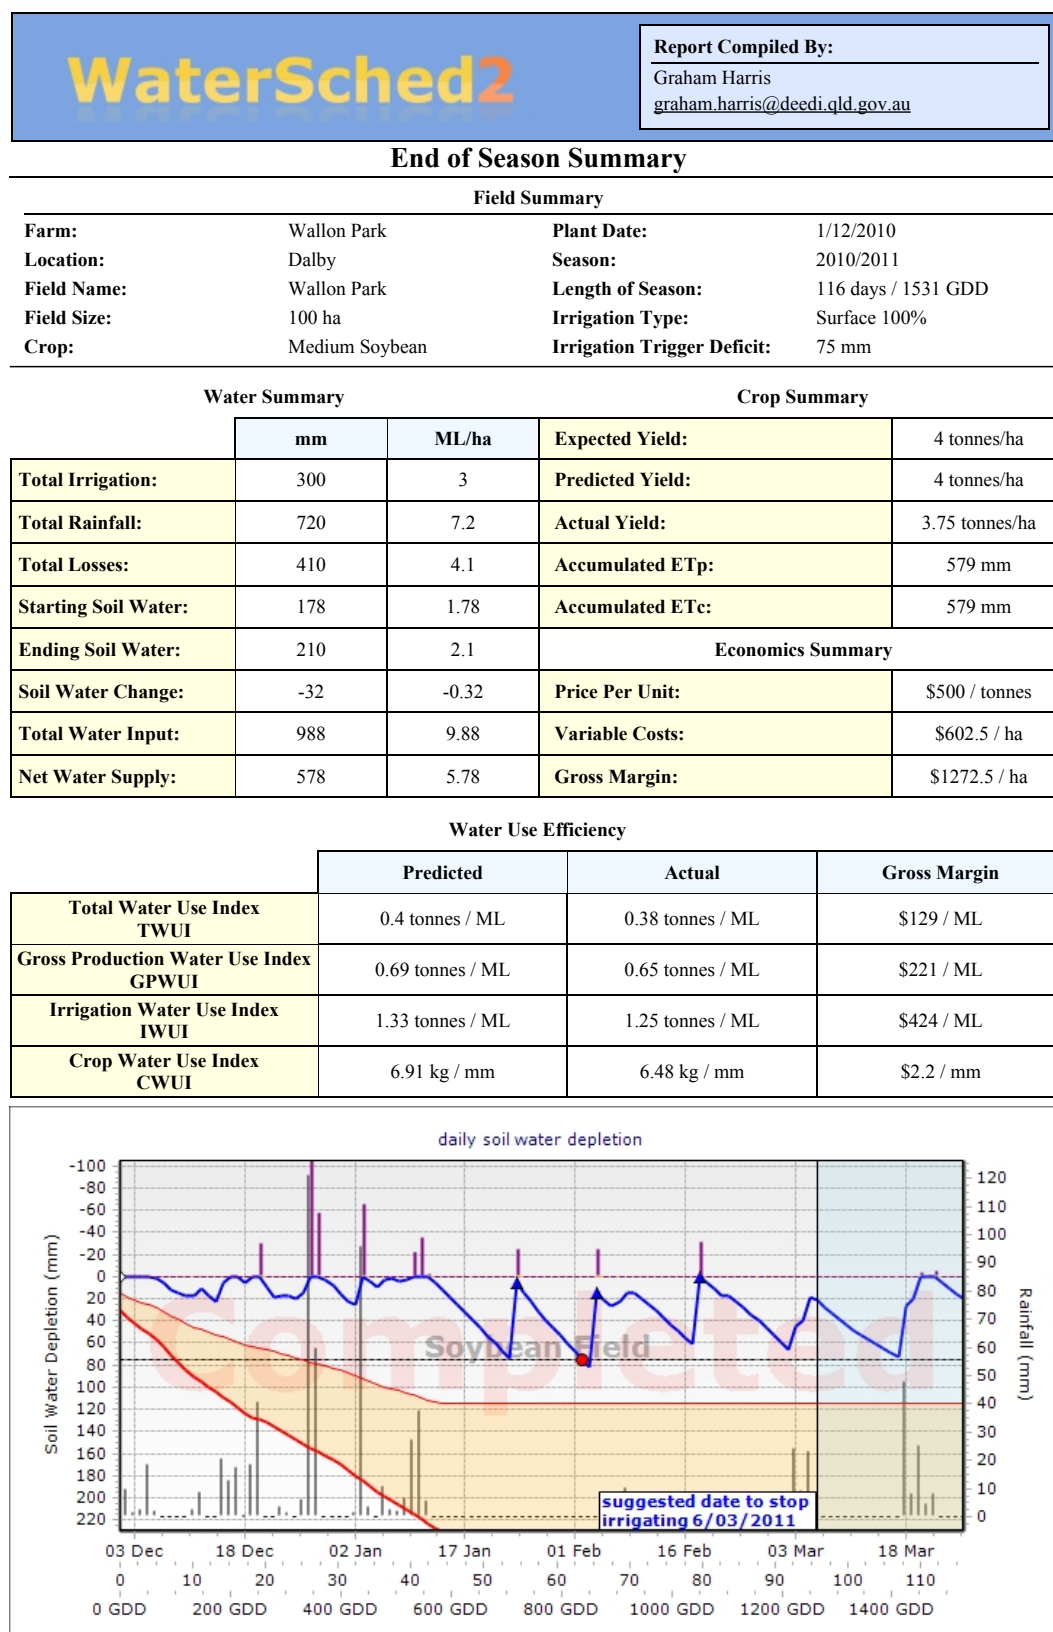 WaterSched2
Report Compiled By:
Graham Harris
graham.harris@deedi.qld.gov.au
End of Season Summary
Field Summary
Farm: Wallon Park Plant Date: 1/12/2010
Location: Dalby Season: 2010/2011
Field Name: Wallon Park Length of Season: 116 days / 1531 GDD
Field Size: 100 ha Irrigation Type: Surface 100%
Crop: Medium Soybean Irrigation Trigger Deficit: 75 mm
Water Summary Crop Summary
mm ML/ha Expected Yield: 4 tonnes/ha
Total Irrigation: 300 3 Predicted Yield: 4 tonnes/ha
Total Rainfall: 720 7.2 Actual Yield: 3.75 tonnes/ha
Total Losses: 410 4.1 Accumulated ETp: 579 mm
Starting Soil Water: 178 1.78 Accumulated ETc: 579 mm
Ending Soil Water: 210 2.1 Economics Summary
Soil Water Change: -32 -0.32 Price Per Unit: $500 / tonnes
Total Water Input: 988 9.88 Variable Costs: $602.5 / ha
Net Water Supply: 578 5.78 Gross Margin: $1272.5 / ha
Water Use Efficiency
Predicted Actual Gross Margin
Total Water Use Index
TWUI 0.4 tonnes / ML 0.38 tonnes / ML $129 / ML
Gross Production Water Use Index
GPWUI 0.69 tonnes / ML 0.65 tonnes / ML $221 / ML
Irrigation Water Use Index
IWUI 1.33 tonnes / ML 1.25 tonnes / ML $424 / ML
Crop Water Use Index
CWUI 6.91 kg / mm 6.48 kg / mm $2.2 / mm
daily soil water depletion
Soil Water Depletion (mm)
-100
-80
-60
-40
-20
0
20
40
60
80
100
120
140
160
180
200
220
Completed
Soybean Field
suggested date to stop
irrigating 6/03/2011
120
110
100
90
80
70
60
50
40
30
20
10
0
Rainfall (mm)
03 Dec 18 Dec 02 Jan 17 Jan 01 Feb 16 Feb 03 Mar 18 Mar
0 10 20 30 40 50 60 70 80 90 100 110
0 GDD 200 GDD 400 GDD 600 GDD 800 GDD 1000 GDD 1200 GDD 1400 GDD